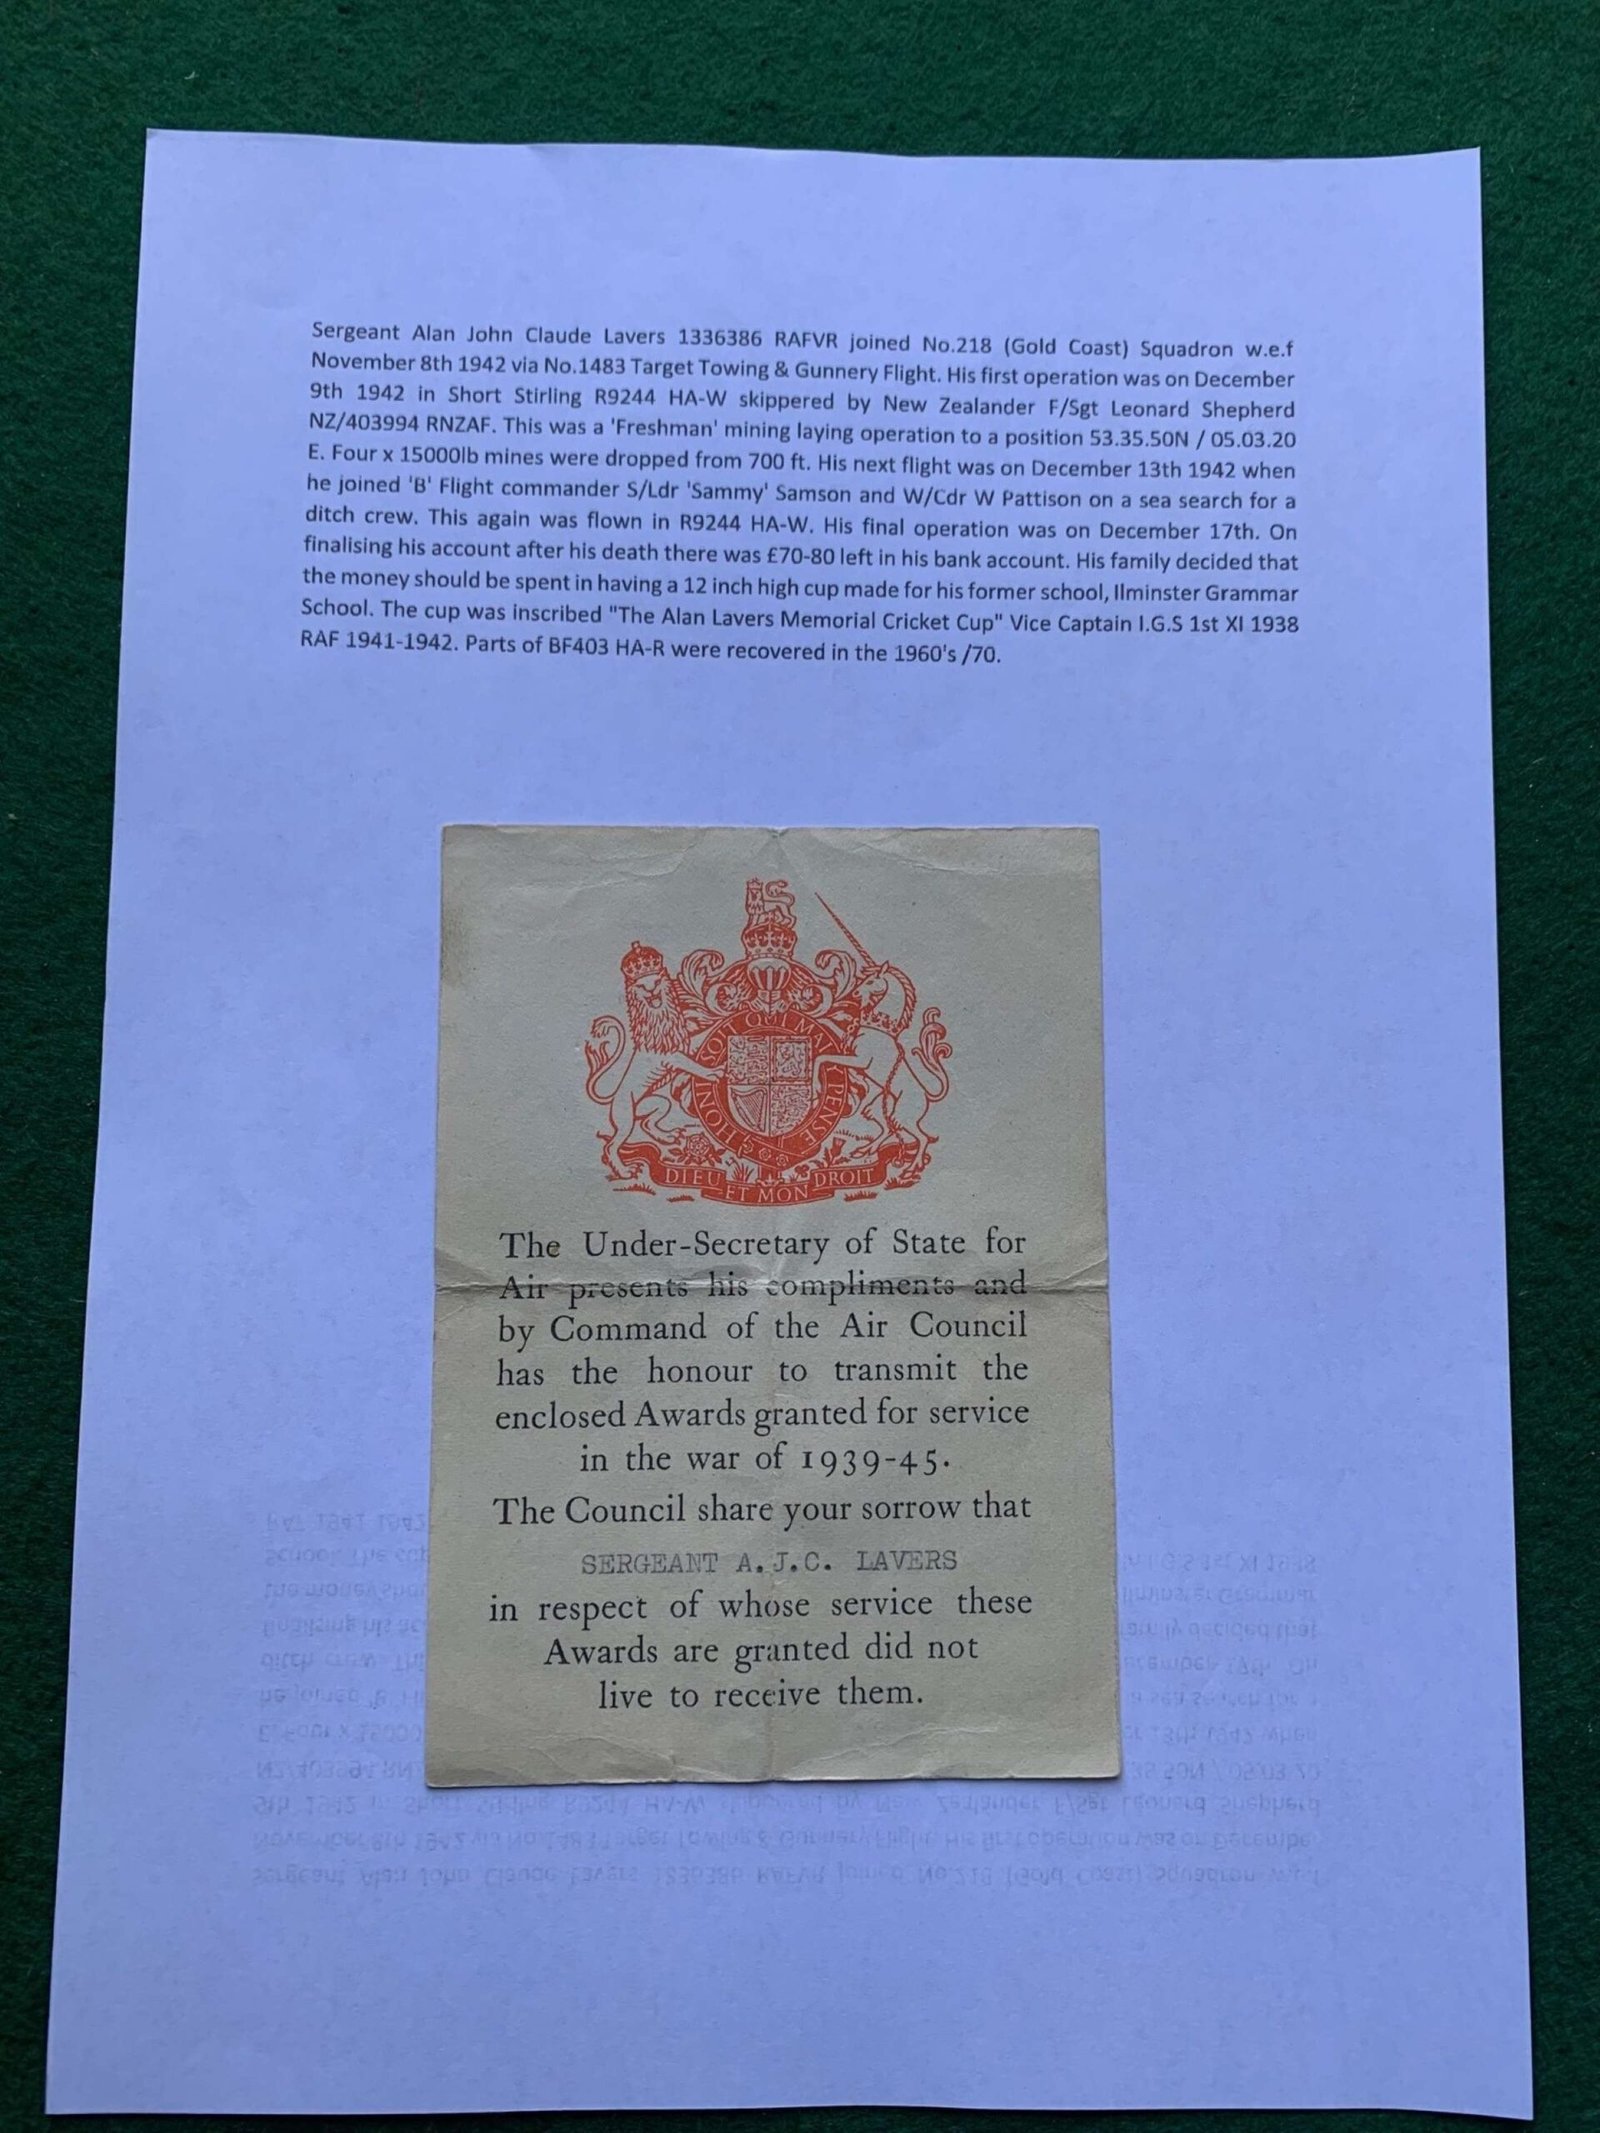 Sergeant Alan John Claude Lavers 1336386 RAFVR joined No.218 (Gold Coast) Squadron w.e.f
November 8th 1942 via No.1483 Target Towing & Gunnery Flight. His first operation was on December
9th 1942 in Short Stirling R9244 HA-W skippered by New Zealander F/Sgt Leonard Shepherd
NZ/403994 RNZAF. This was a 'Freshman' mining laying operation to a position 53.35.50N / 05.03.20
E. Four x 15000lb mines were dropped from 700 ft. His next flight was on December 13th 1942 when
he joined 'B' Flight commander S/Ldr 'Sammy' Samson and W/Cdr W Pattison on a sea search for a
ditch crew. This again was flown in R9244 HA-W. His final operation was on December 17th. On
finalising his account after his death there was £70-80 left in his bank account. His family decided that
the money should be spent in having a 12 inch high cup made for his former school, Ilminster Grammar
School. The cup was inscribed "The Alan Lavers Memorial Cricket Cup" Vice Captain I.G.S 1st XI 1938
RAF 1941-1942. Parts of BF403 HA-R were recovered in the 1960's /70.
HONI SOIT QUI MAL Y PENSE
DIEU ET MON DROIT
The Under-Secretary of State for
Air presents his compliments and
by Command of the Air Council
has the honour to transmit the
enclosed Awards granted for service
in the war of 1939-45.
The Council share your sorrow that
SERGEANT A.J.C. LAVERS
in respect of whose service these
Awards are granted did not
live to receive them.